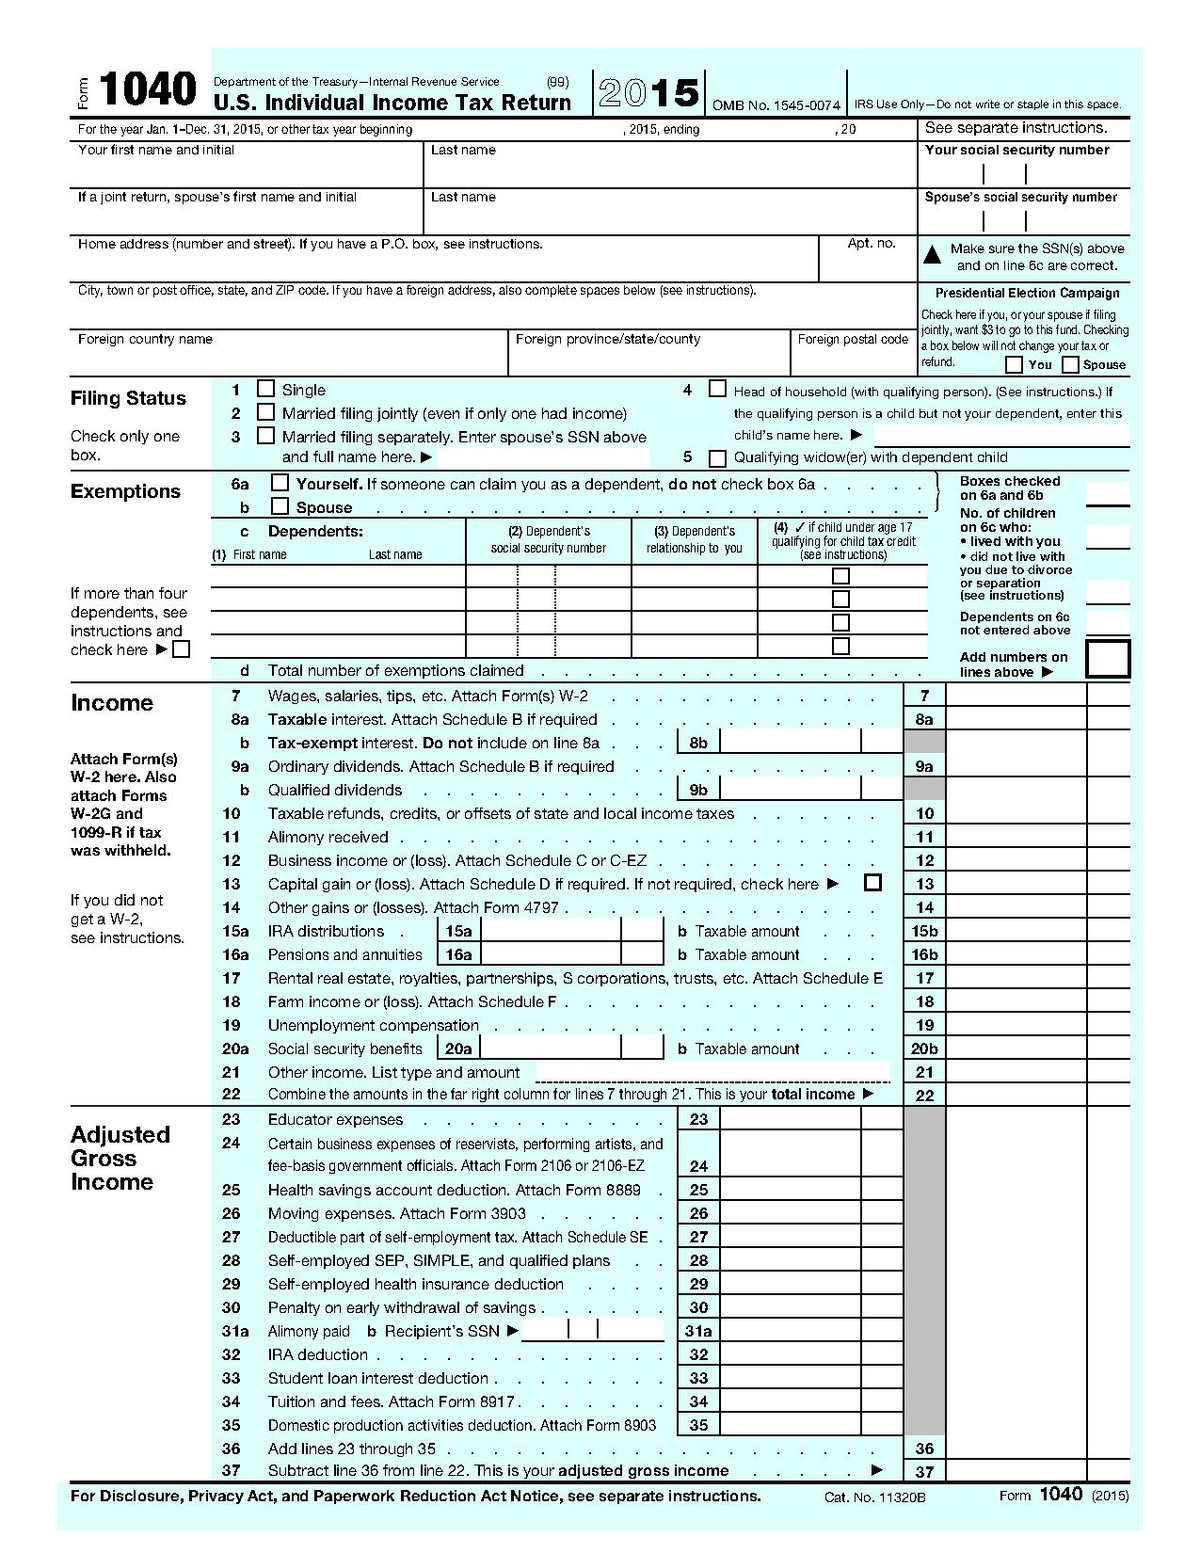 Form 1040 Department of the Treasury—Internal Revenue Service (99) U.S. Individual Income Tax Return 2015 OMB No. 1545-0074 IRS Use Only—Do not write or staple in this space.
For the year Jan. 1–Dec. 31, 2015, or other tax year beginning , 2015, ending , 20 See separate instructions.
Your first name and initial Last name Your social security number
If a joint return, spouse's first name and initial Last name Spouse's social security number
Home address (number and street). If you have a P.O. box, see instructions. Apt. no.
▲ Make sure the SSN(s) above
and on line 6c are correct.
City, town or post office, state, and ZIP code. If you have a foreign address, also complete spaces below (see instructions).
Foreign country name Foreign province/state/county Foreign postal code
Presidential Election Campaign
Check here if you, or your spouse if filing
jointly, want $3 to go to this fund. Checking
a box below will not change your tax or
refund. You Spouse
Filing Status
Check only one
box.
1 Single
2 Married filing jointly (even if only one had income)
3 Married filing separately. Enter spouse's SSN above
and full name here. ▶
4 Head of household (with qualifying person). (See instructions.) If
the qualifying person is a child but not your dependent, enter this
child's name here. ▶
5 Qualifying widow(er) with dependent child
Exemptions
6a Yourself. If someone can claim you as a dependent, do not check box 6a . . . . .
b Spouse . . . . . . . . . . . . . . . . . . . . . . .
c Dependents:
(1) First name Last name
(2) Dependent's
social security number
(3) Dependent's
relationship to you
(4) ✓ if child under age 17
qualifying for child tax credit
(see instructions)
If more than four
dependents, see
instructions and
check here ▶
d Total number of exemptions claimed . . . . . . . . . . . . . . . . .
Boxes checked
on 6a and 6b
No. of children
on 6c who:
• lived with you
• did not live with
you due to divorce
or separation
(see instructions)
Dependents on 6c
not entered above
Add numbers on
lines above ▶
Income
Attach Form(s)
W-2 here. Also
attach Forms
W-2G and
1099-R if tax
was withheld.
If you did not
get a W-2,
see instructions.
7 Wages, salaries, tips, etc. Attach Form(s) W-2 . . . . . . . . . . . . 7
8a Taxable interest. Attach Schedule B if required . . . . . . . . . . . . 8a
b Tax-exempt interest. Do not include on line 8a . . . 8b
9a Ordinary dividends. Attach Schedule B if required . . . . . . . . . . . 9a
b Qualified dividends . . . . . . . . . . . 9b
10 Taxable refunds, credits, or offsets of state and local income taxes . . . . . . 10
11 Alimony received . . . . . . . . . . . . . . . . . . . . . 11
12 Business income or (loss). Attach Schedule C or C-EZ . . . . . . . . . . 12
13 Capital gain or (loss). Attach Schedule D if required. If not required, check here ▶ 13
14 Other gains or (losses). Attach Form 4797 . . . . . . . . . . . . . . 14
15a IRA distributions . 15a b Taxable amount . . . 15b
16a Pensions and annuities 16a b Taxable amount . . . 16b
17 Rental real estate, royalties, partnerships, S corporations, trusts, etc. Attach Schedule E 17
18 Farm income or (loss). Attach Schedule F . . . . . . . . . . . . . . 18
19 Unemployment compensation . . . . . . . . . . . . . . . . . 19
20a Social security benefits 20a b Taxable amount . . . 20b
21 Other income. List type and amount 21
22 Combine the amounts in the far right column for lines 7 through 21. This is your total income ▶ 22
Adjusted
Gross
Income
23 Educator expenses . . . . . . . . . . . 23
24 Certain business expenses of reservists, performing artists, and
fee-basis government officials. Attach Form 2106 or 2106-EZ 24
25 Health savings account deduction. Attach Form 8889 . 25
26 Moving expenses. Attach Form 3903 . . . . . . 26
27 Deductible part of self-employment tax. Attach Schedule SE . 27
28 Self-employed SEP, SIMPLE, and qualified plans . . 28
29 Self-employed health insurance deduction . . . . 29
30 Penalty on early withdrawal of savings . . . . . . 30
31a Alimony paid b Recipient's SSN ▶ 31a
32 IRA deduction . . . . . . . . . . . . . 32
33 Student loan interest deduction . . . . . . . . 33
34 Tuition and fees. Attach Form 8917 . . . . . . . 34
35 Domestic production activities deduction. Attach Form 8903 35
36 Add lines 23 through 35 . . . . . . . . . . . . . . . . . . . 36
37 Subtract line 36 from line 22. This is your adjusted gross income . . . . . ▶ 37
For Disclosure, Privacy Act, and Paperwork Reduction Act Notice, see separate instructions. Cat. No. 11320B Form 1040 (2015)